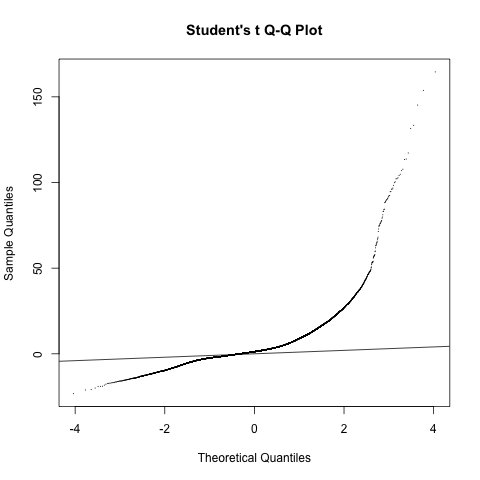 Student's t Q-Q Plot
150
100
50
0
Sample Quantiles
-4 -2 0 2 4
Theoretical Quantiles